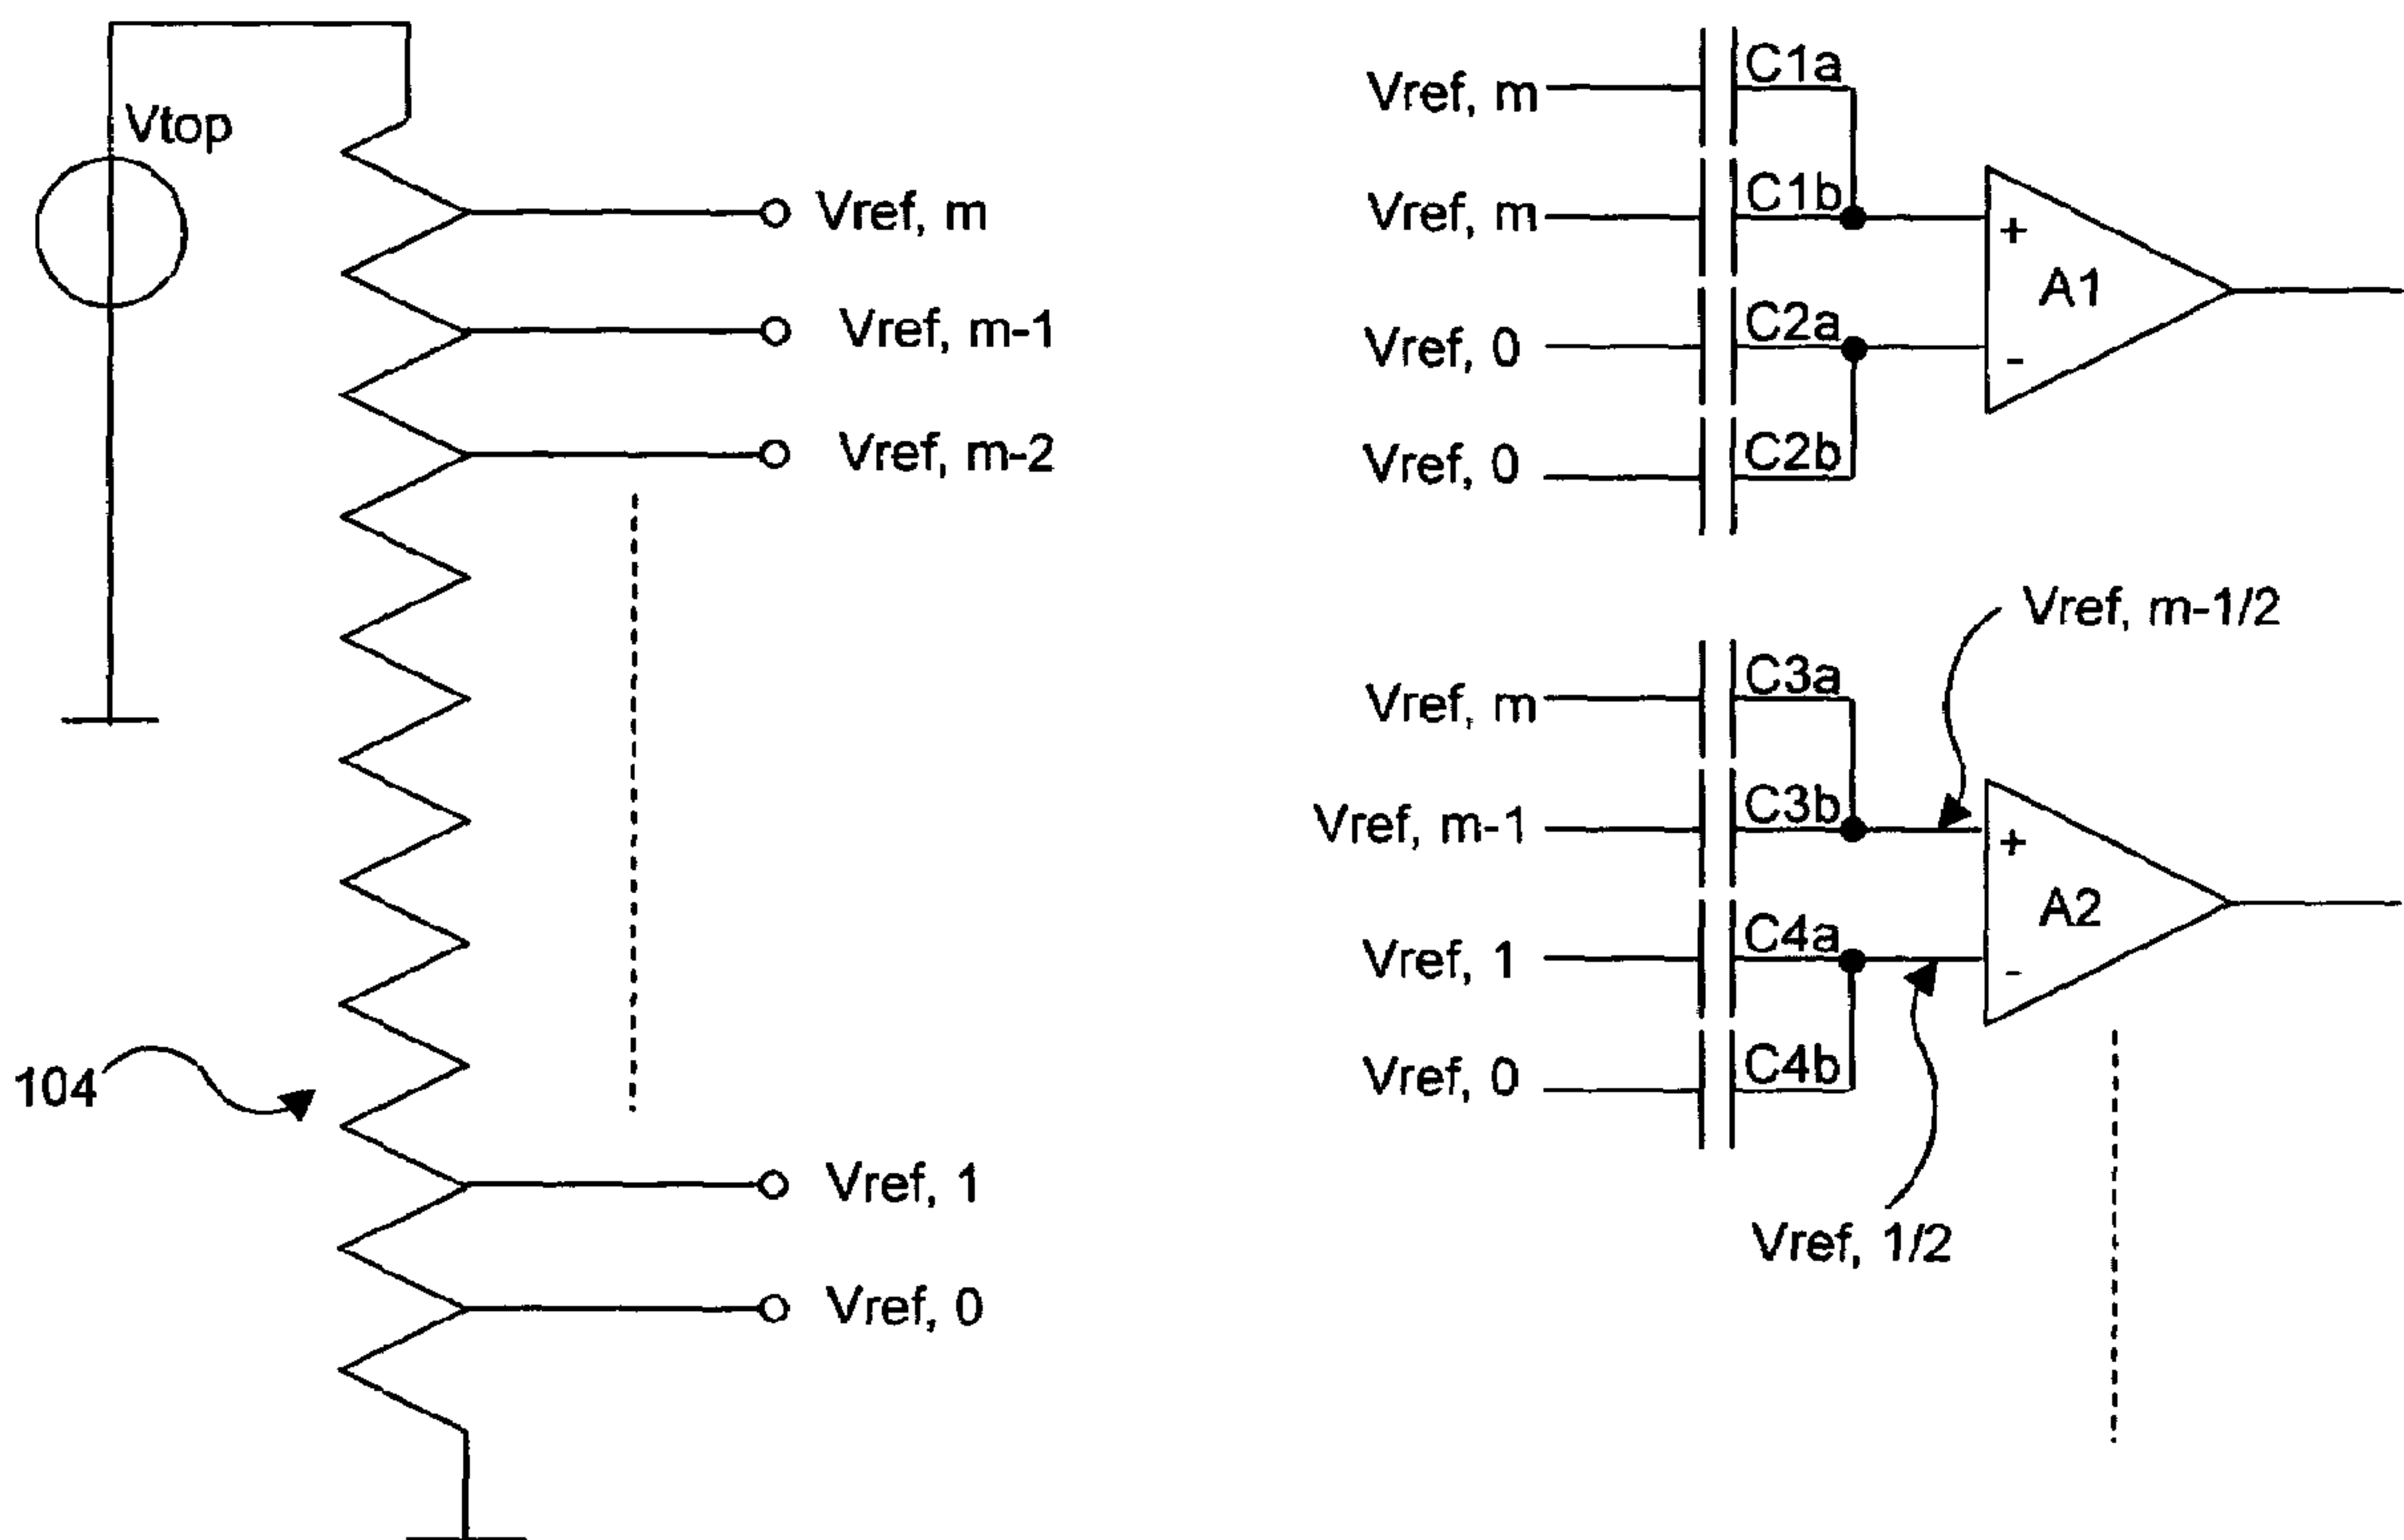 Vtop
Vref, m
Vref, m-1
Vref, m-2
104
Vref, 1
Vref, 0
Vref, m
C1a
Vref, m
C1b
+
A1
Vref, 0
C2a
-
Vref, 0
C2b
Vref, m-1/2
Vref, m
C3a
Vref, m-1
C3b
+
A2
Vref, 1
C4a
-
Vref, 0
C4b
Vref, 1/2